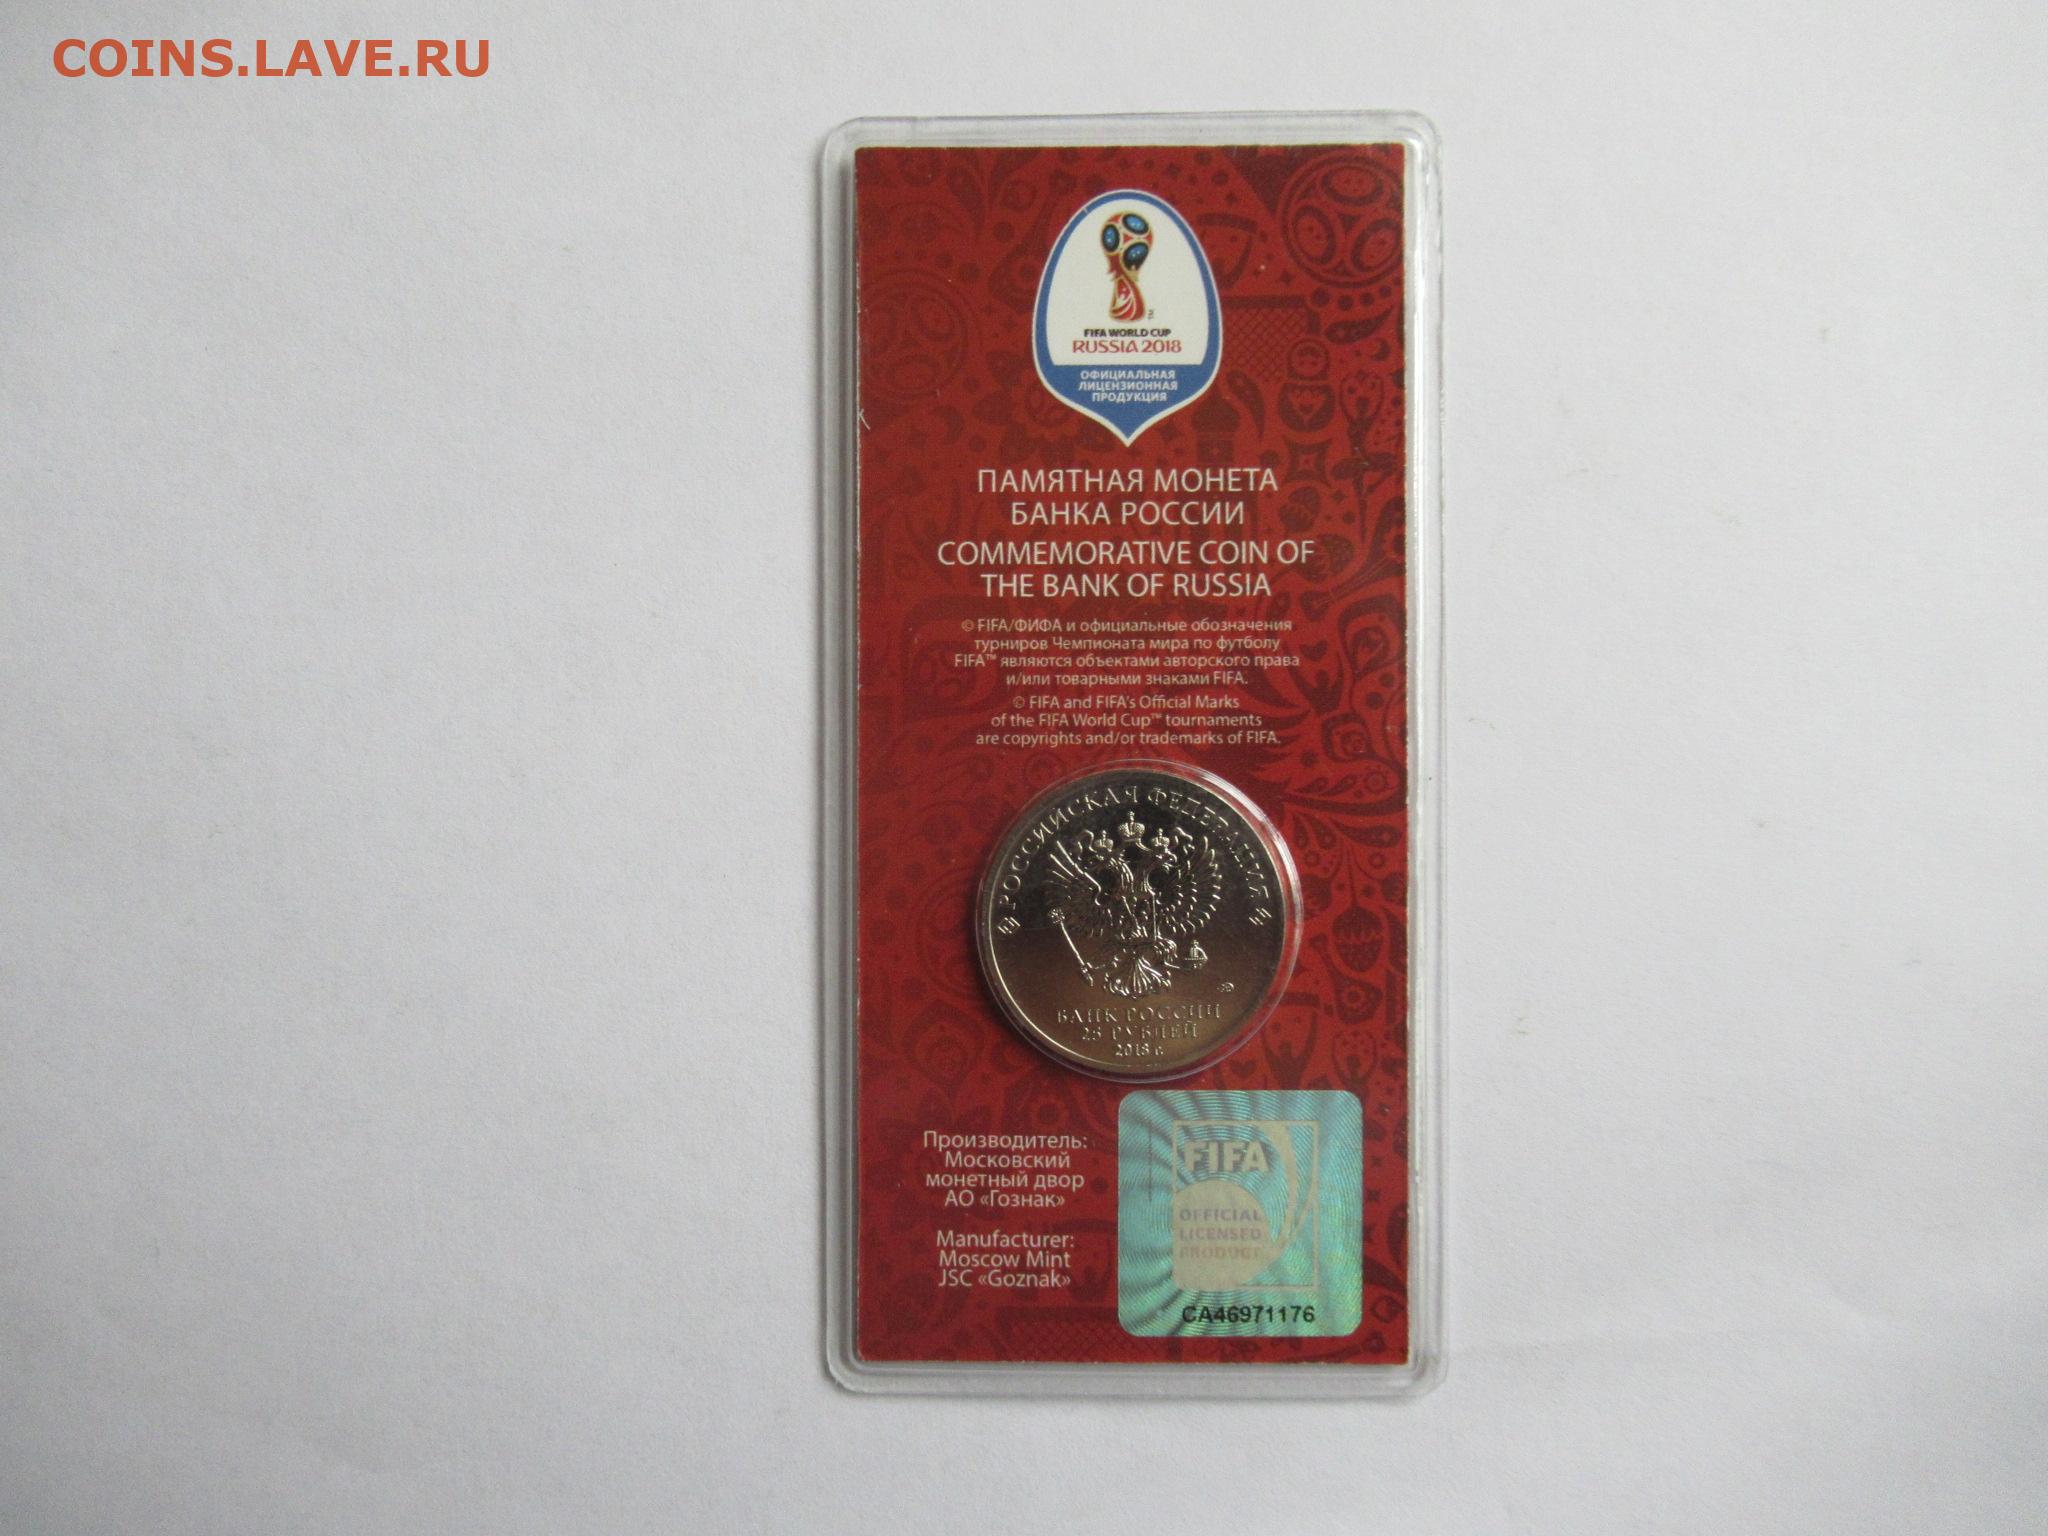 COINS.LAVE.RU
FIFA WORLD CUP
RUSSIA 2018
ОФИЦИАЛЬНАЯ
ЛИЦЕНЗИОННАЯ
ПРОДУКЦИЯ
ПАМЯТНАЯ МОНЕТА
БАНКА РОССИИ
COMMEMORATIVE COIN OF
THE BANK OF RUSSIA
© FIFA/ФИФА и официальные обозначения
турниров Чемпионата мира по футболу
FIFA™ являются объектами авторского права
и/или товарными знаками FIFA.
© FIFA and FIFA's Official Marks
of the FIFA World Cup™ tournaments
are copyrights and/or trademarks of FIFA.
РОССИЙСКАЯ ФЕДЕРАЦИЯ
БАНК РОССИИ
25 РУБЛЕЙ
2018 г.
Производитель:
Московский
монетный двор
АО «Гознак»
Manufacturer:
Moscow Mint
JSC «Goznak»
FIFA
OFFICIAL
LICENSED
PRODUCT
CA46971176